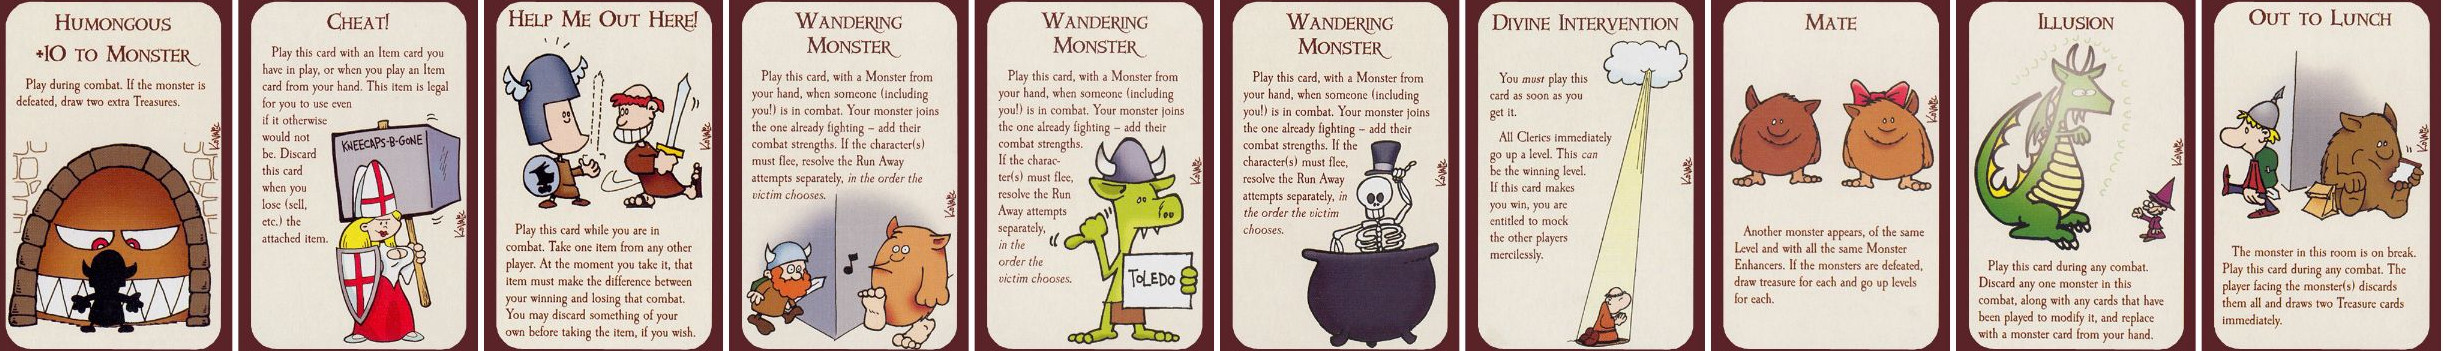 HUMONGOUS
+10 TO MONSTER
Play during combat. If the monster is
defeated, draw two extra Treasures.
KOVALIC
CHEAT!
Play this card with an Item card you
have in play, or when you play an Item
card from your hand. This item is legal
for you to use even
if it otherwise
would not
be. Discard
this card
when you
lose (sell,
etc.) the
attached item.
KNEECAPS-B-GONE
KOVALIC
HELP ME OUT HERE!
KOVALIC
Play this card while you are in
combat. Take one item from any other
player. At the moment you take it, that
item must make the difference between
your winning and losing that combat.
You may discard something of your
own before taking the item, if you wish.
WANDERING
MONSTER
Play this card, with a Monster from
your hand, when someone (including
you!) is in combat. Your monster joins
the one already fighting – add their
combat strengths. If the character(s)
must flee, resolve the Run Away
attempts separately, in the order the
victim chooses.
KOVALIC
WANDERING
MONSTER
Play this card, with a Monster from
your hand, when someone (including
you!) is in combat. Your monster joins
the one already fighting – add their
combat strengths.
If the charac-
ter(s) must flee,
resolve the Run
Away attempts
separately,
in the
order the
victim chooses.
TOLEDO
KOVALIC
WANDERING
MONSTER
Play this card, with a Monster from
your hand, when someone (including
you!) is in combat. Your monster joins
the one already fighting – add their
combat strengths. If the
character(s) must flee,
resolve the Run Away
attempts separately, in
the order the victim
chooses.
KOVALIC
DIVINE INTERVENTION
You must play this
card as soon as you
get it.
All Clerics immediately
go up a level. This can
be the winning level.
If this card makes
you win, you are
entitled to mock
the other players
mercilessly.
KOVALIC
MATE
KOVALIC
Another monster appears, of the same
Level and with all the same Monster
Enhancers. If the monsters are defeated,
draw treasure for each and go up levels
for each.
ILLUSION
KOVALIC
Play this card during any combat.
Discard any one monster in this
combat, along with any cards that have
been played to modify it, and replace
with a monster card from your hand.
OUT TO LUNCH
KOVALIC
The monster in this room is on break.
Play this card during any combat. The
player facing the monster(s) discards
them all and draws two Treasure cards
immediately.